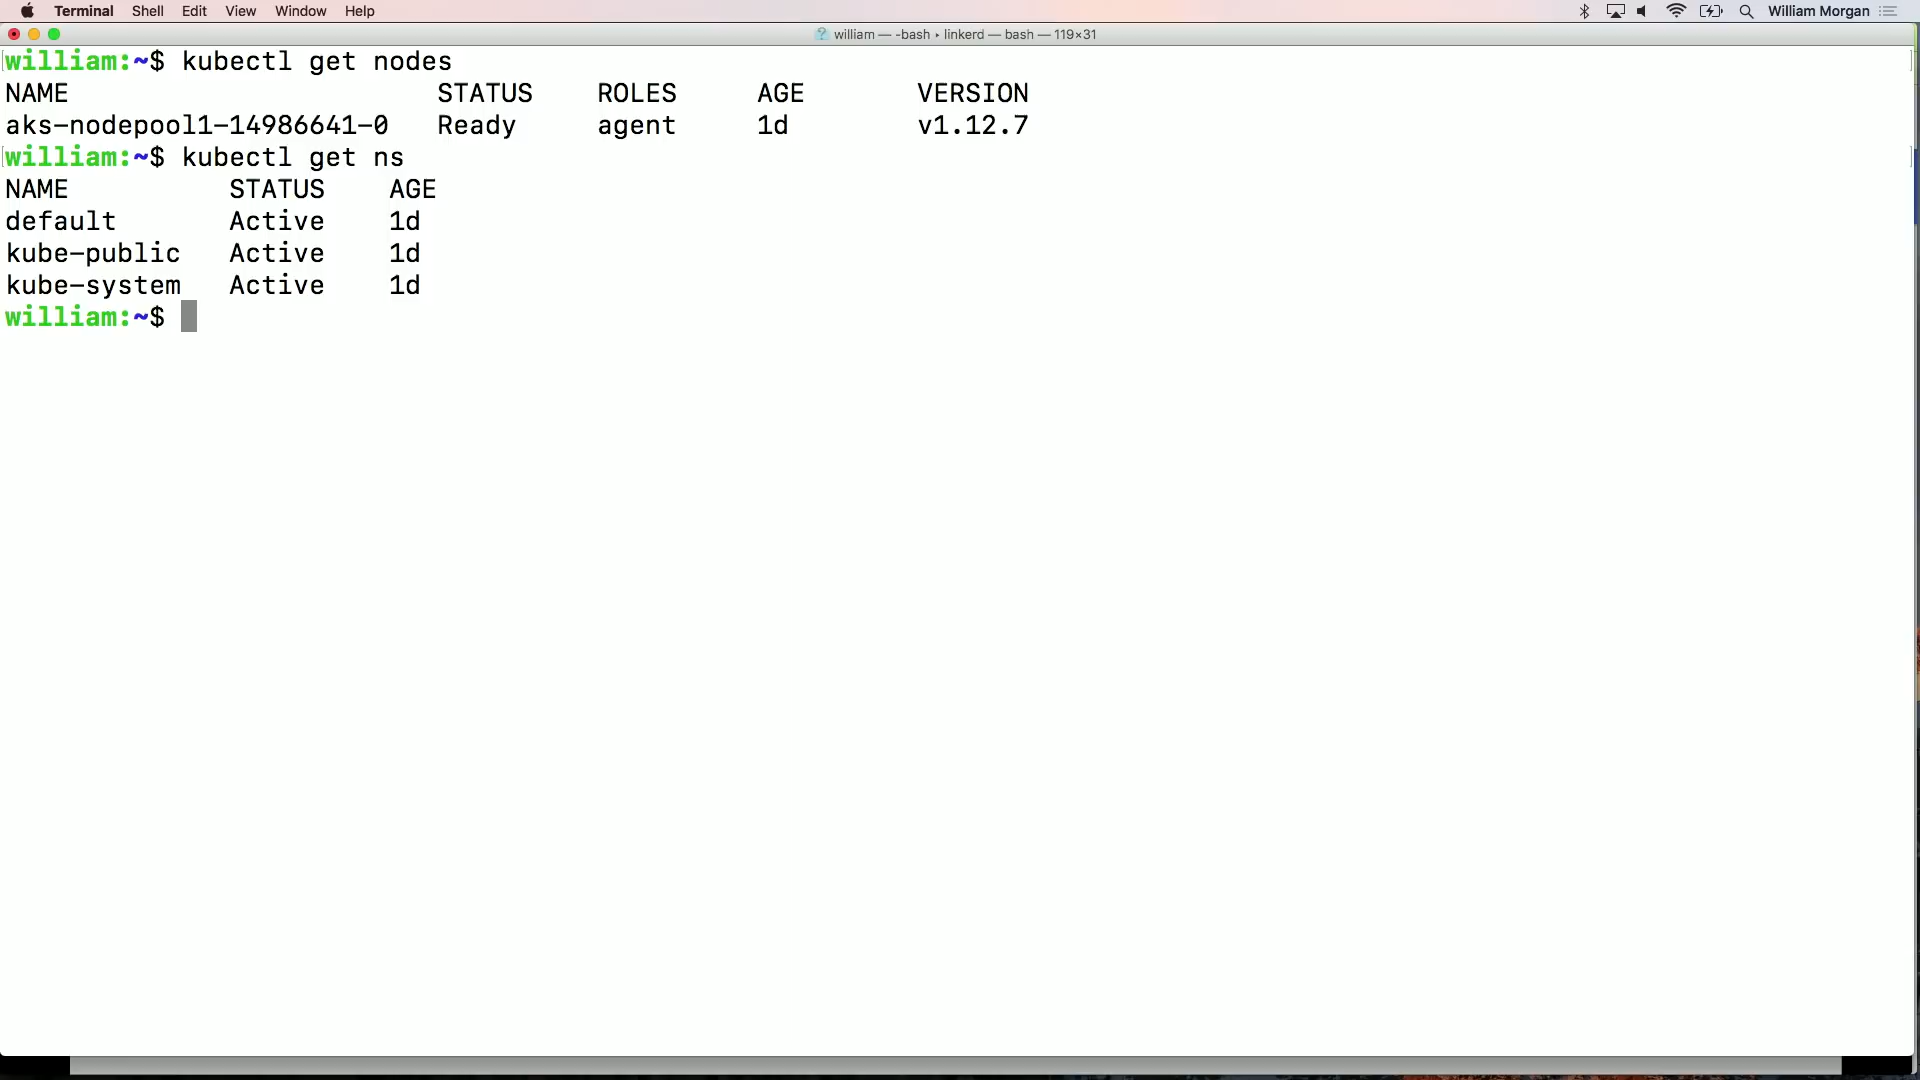 Terminal Shell Edit View Window Help William Morgan
william — -bash ‣ linkerd — bash — 119×31
william:~$ kubectl get nodes
NAME STATUS ROLES AGE VERSION
aks-nodepool1-14986641-0 Ready agent 1d v1.12.7
william:~$ kubectl get ns
NAME STATUS AGE
default Active 1d
kube-public Active 1d
kube-system Active 1d
william:~$